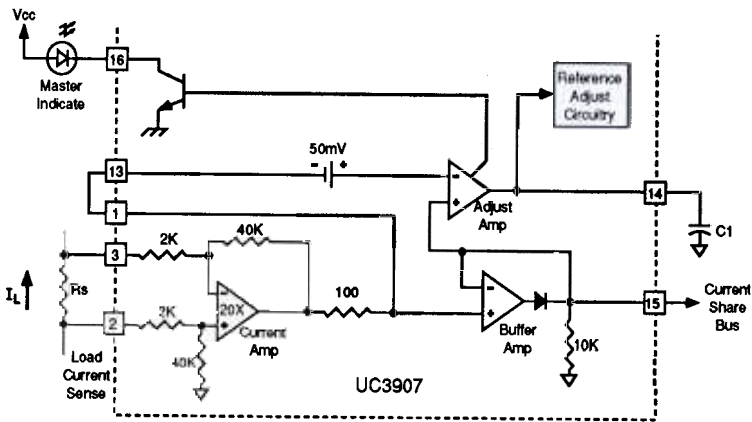 Vcc
16
Master
Indicate
Reference
Adjust
Circuitry
50mV
- +
13
-
+
Adjust
Amp
14
C1
1
3
2K
40K
IL
Rs
-
20X
+
Current
Amp
100
-
+
Buffer
Amp
15
Current
Share
Bus
2
2K
40K
10K
Load
Current
Sense
UC3907